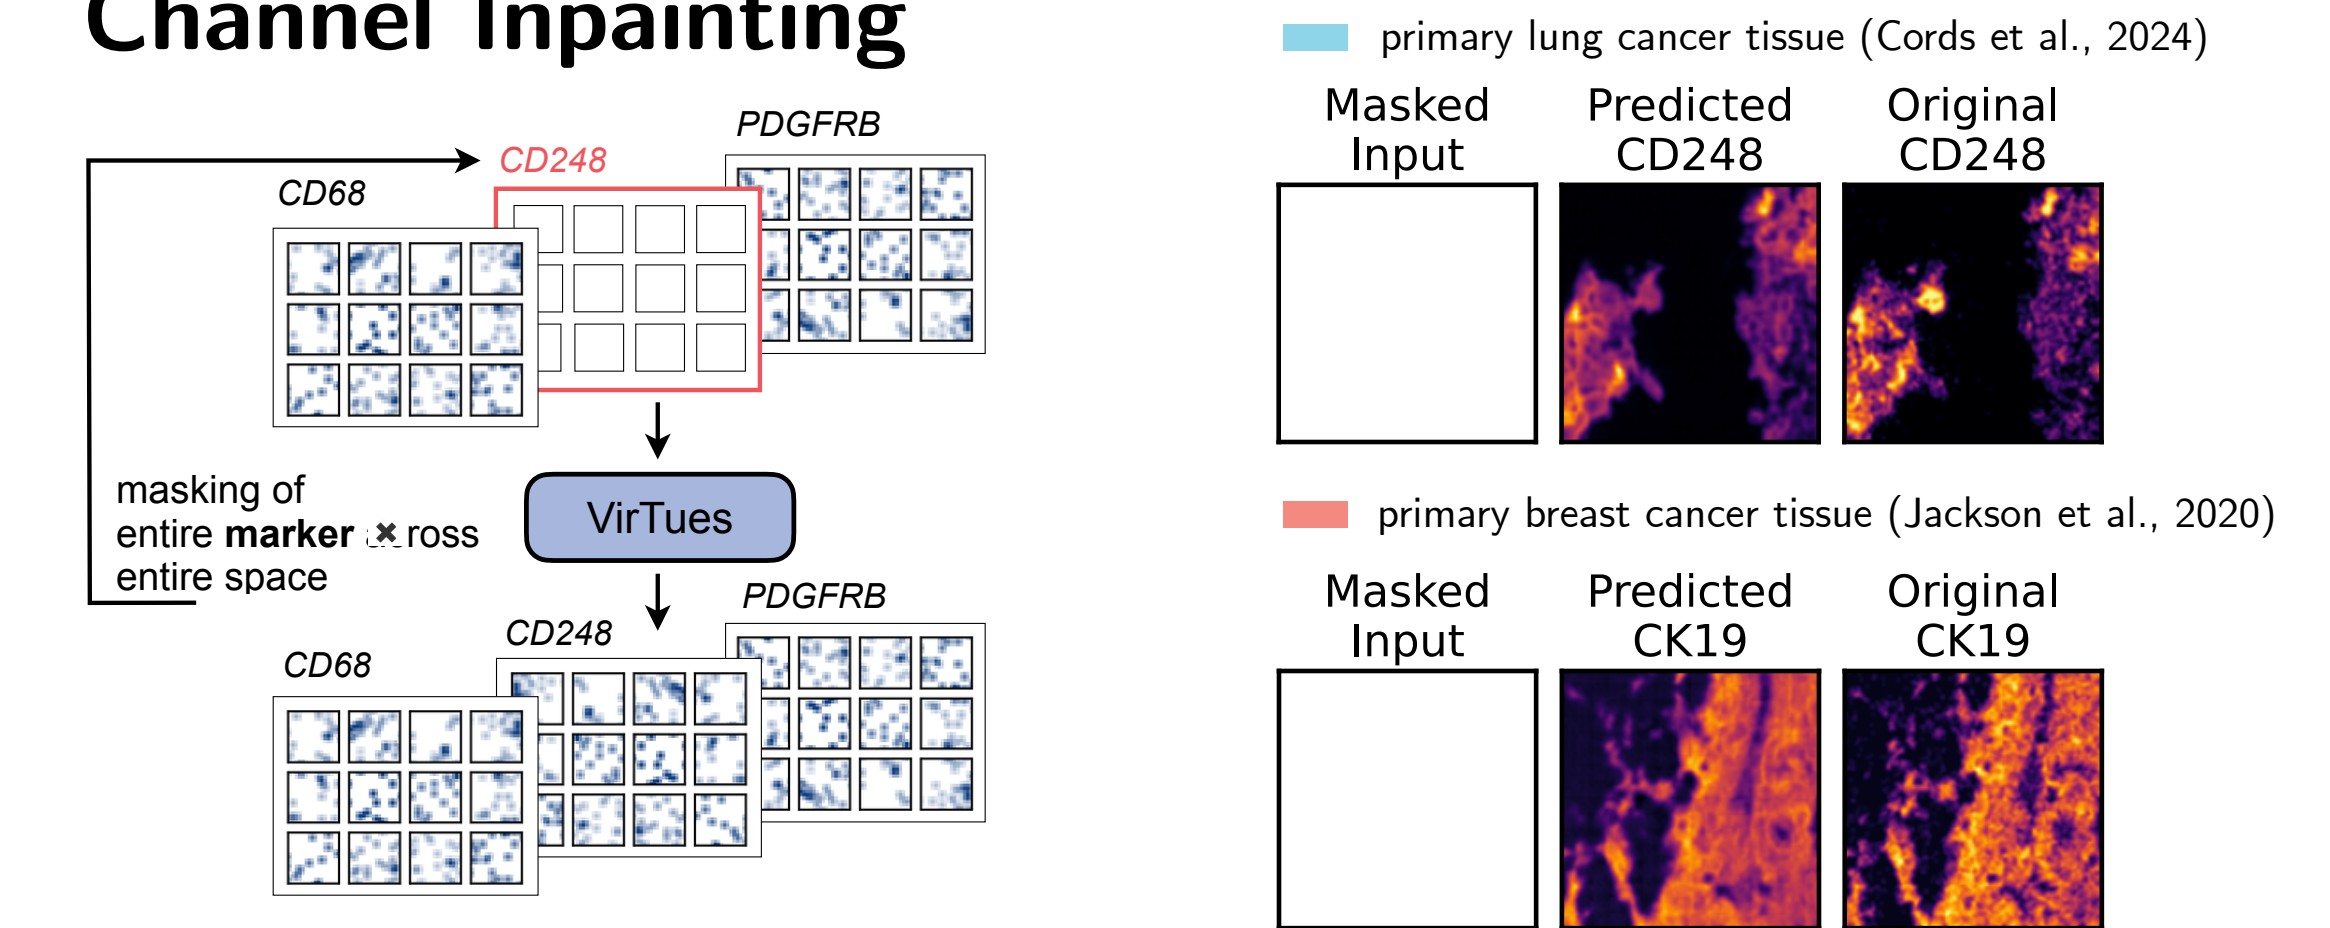 Channel Inpainting
PDGFRB
CD248
CD68
masking of
entire marker ross
entire space
VirTues
PDGFRB
CD248
CD68
primary lung cancer tissue (Cords et al., 2024)
Masked Input
Predicted CD248
Original CD248
primary breast cancer tissue (Jackson et al., 2020)
Masked Input
Predicted CK19
Original CK19